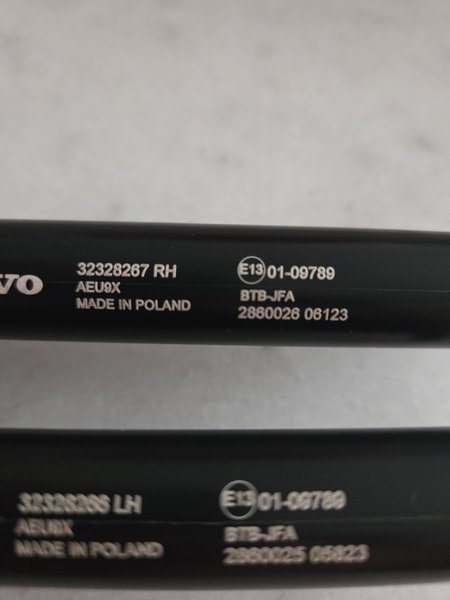 VO
32328267 RH
AEU9X
MADE IN POLAND
E13 01-09789
BTB-JFA
2860026 06123
32328266 LH
AEU9X
MADE IN POLAND
E13 01-09789
BTB-JFA
2860025 05823